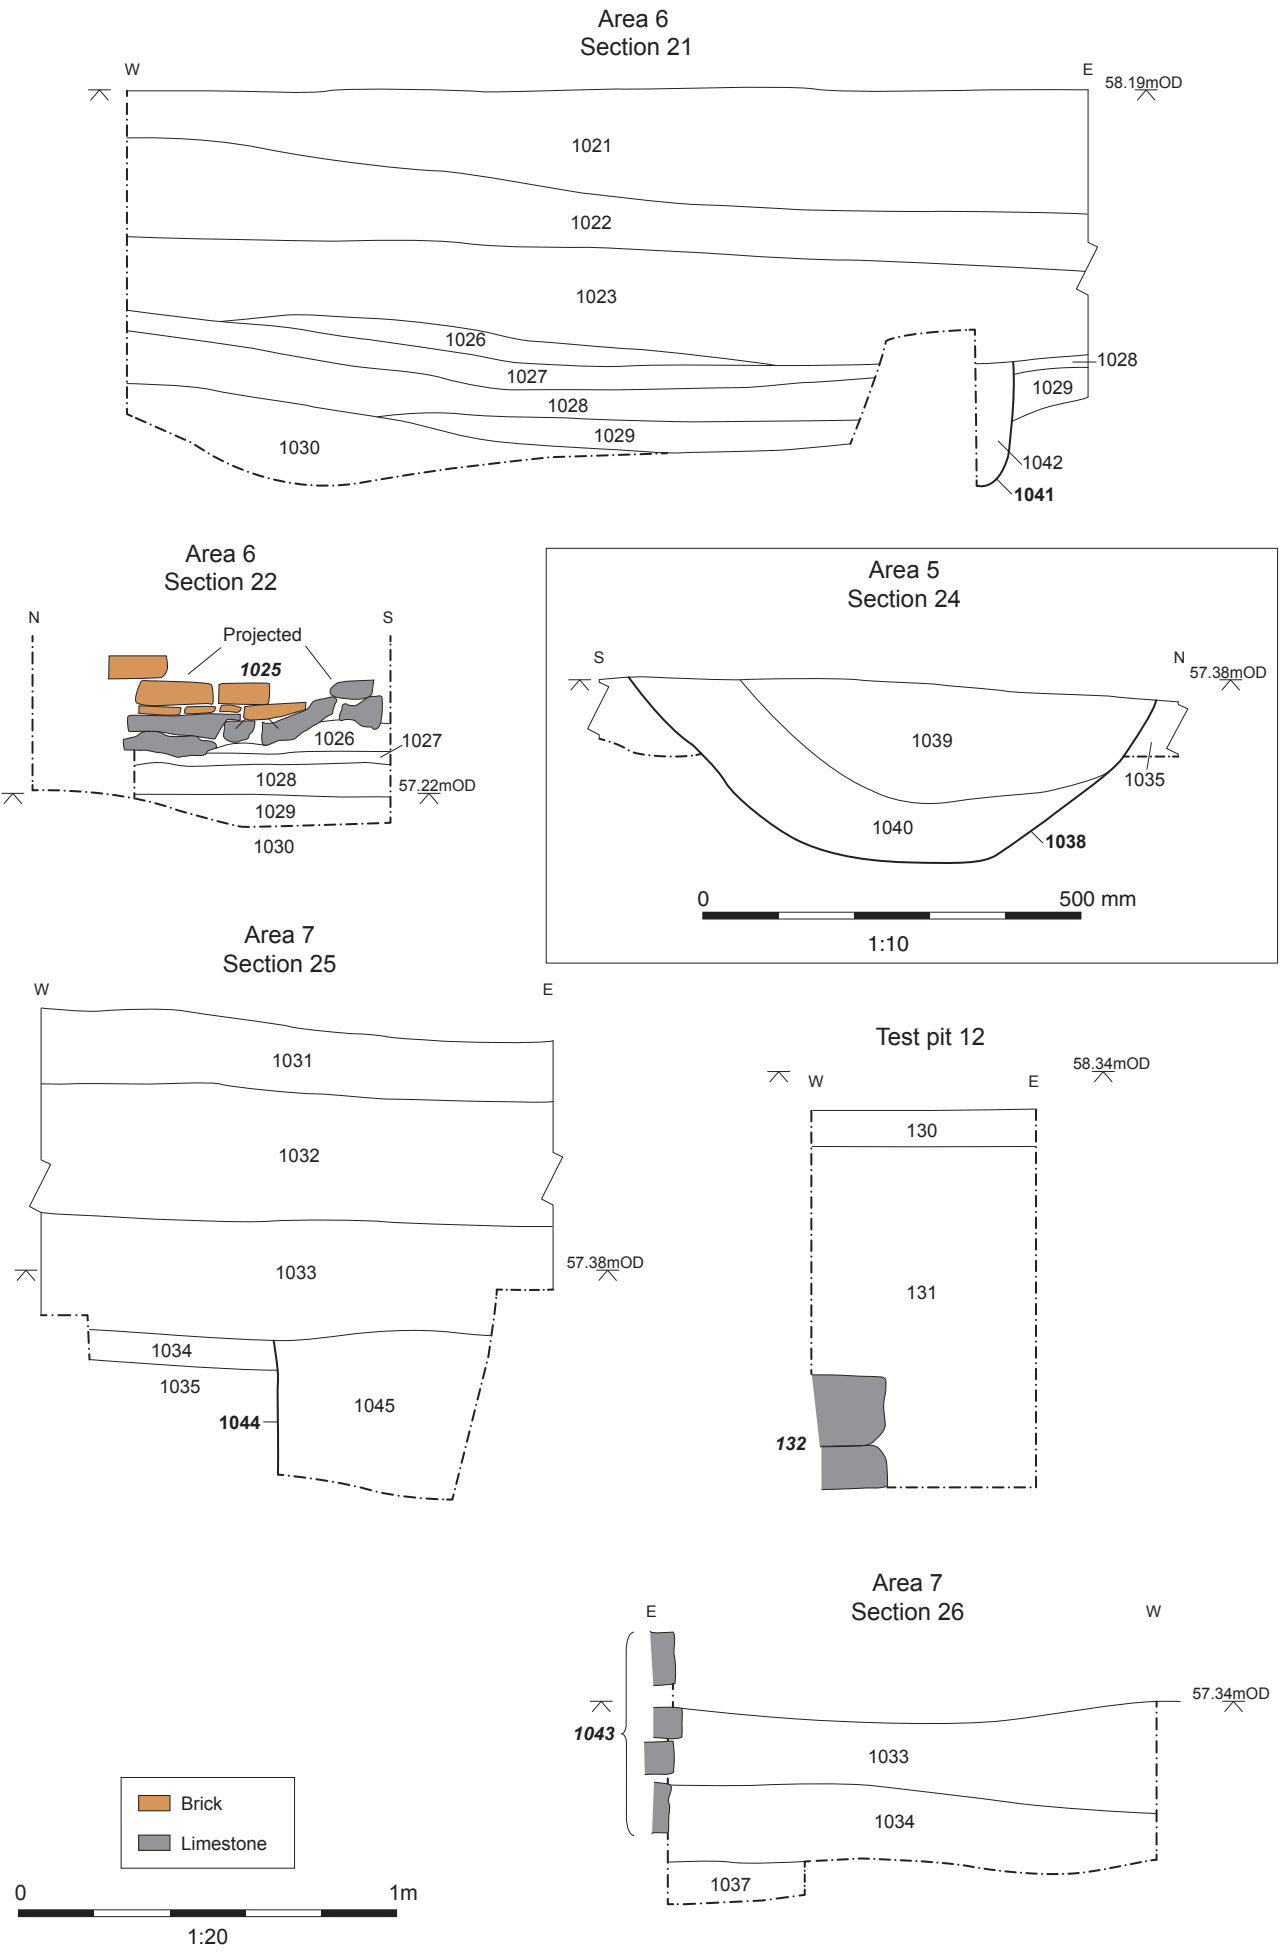 Area 6
Section 21
W
E
58.19mOD
1021
1022
1023
1026
1027
1028
1029
1030
1028
1029
1042
1041
Area 6
Section 22
N
S
Projected
1025
1026
1027
1028
57.22mOD
1029
1030
Area 5
Section 24
S
N
57.38mOD
1039
1035
1040
1038
0 500 mm
1:10
Area 7
Section 25
W
E
1031
1032
1033
57.38mOD
1034
1035
1044
1045
Test pit 12
W
E
58.34mOD
130
131
132
Area 7
Section 26
E
W
57.34mOD
1043
1033
1034
1037
Brick
Limestone
0 1m
1:20